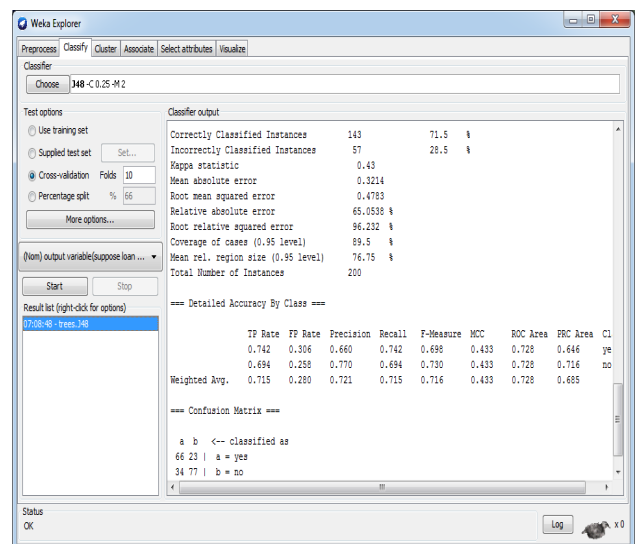 Weka Explorer
Preprocess Classify Cluster Associate Select attributes Visualize
Classifier
Choose J48 -C 0.25 -M 2
Test options
Use training set
Supplied test set Set...
Cross-validation Folds 10
Percentage split % 66
More options...
(Nom) output variable(suppose loan ...
Start Stop
Result list (right-click for options)
07:08:48 - trees.J48
Classifier output
Correctly Classified Instances 143 71.5 %
Incorrectly Classified Instances 57 28.5 %
Kappa statistic 0.43
Mean absolute error 0.3214
Root mean squared error 0.4783
Relative absolute error 65.0538 %
Root relative squared error 96.232 %
Coverage of cases (0.95 level) 89.5 %
Mean rel. region size (0.95 level) 76.75 %
Total Number of Instances 200
=== Detailed Accuracy By Class ===
TP Rate FP Rate Precision Recall F-Measure MCC ROC Area PRC Area Cl
0.742 0.306 0.660 0.742 0.698 0.433 0.728 0.646 ye
0.694 0.258 0.770 0.694 0.730 0.433 0.728 0.716 no
Weighted Avg. 0.715 0.280 0.721 0.715 0.716 0.433 0.728 0.685
=== Confusion Matrix ===
a b <-- classified as
66 23 | a = yes
34 77 | b = no
Status
OK
Log x 0